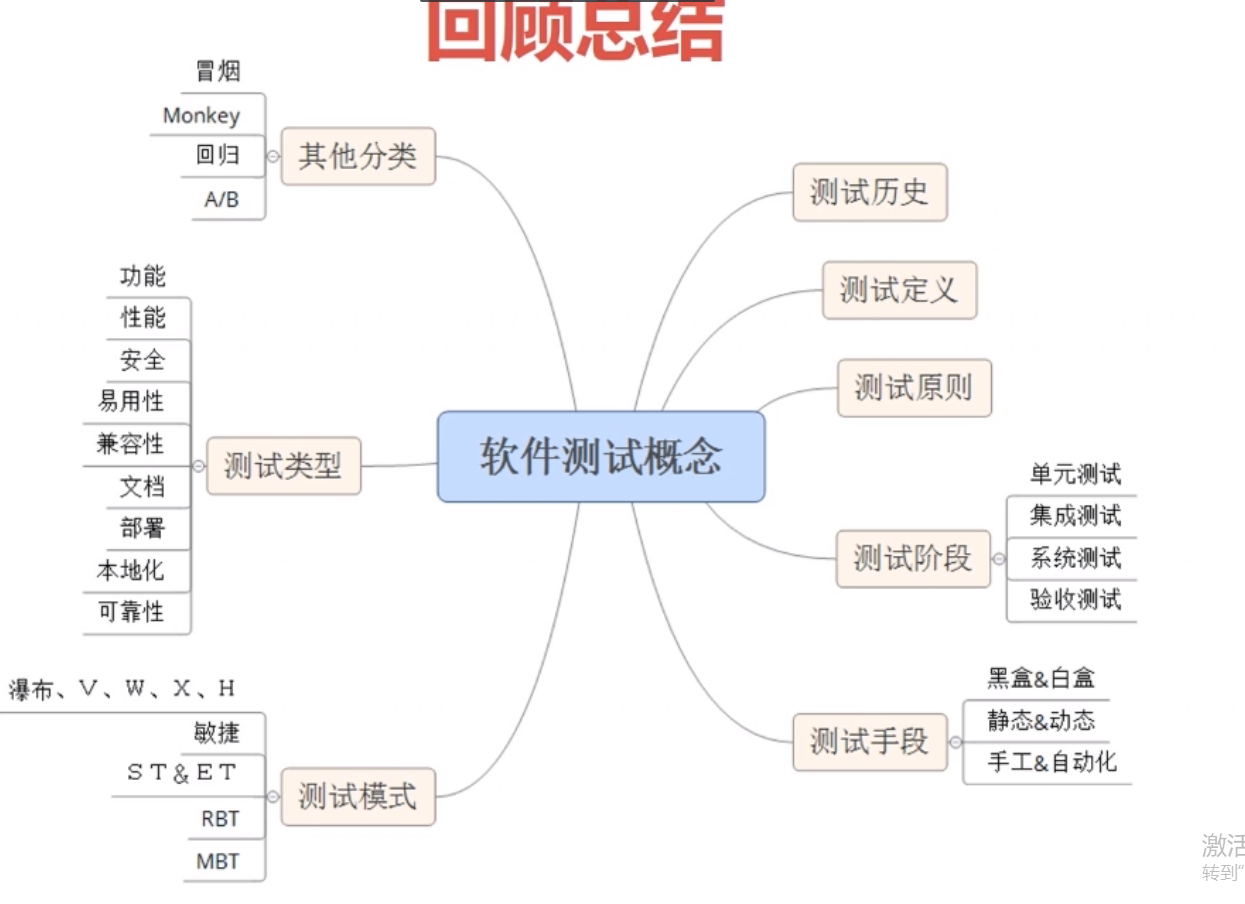 回顾总结
冒烟
Monkey
回归
A/B
其他分类
功能
性能
安全
易用性
兼容性
文档
部署
本地化
可靠性
测试类型
瀑布、V、W、X、H
敏捷
ST&ET
RBT
MBT
测试模式
软件测试概念
测试历史
测试定义
测试原则
测试阶段
单元测试
集成测试
系统测试
验收测试
测试手段
黑盒&白盒
静态&动态
手工&自动化
激活
转到"